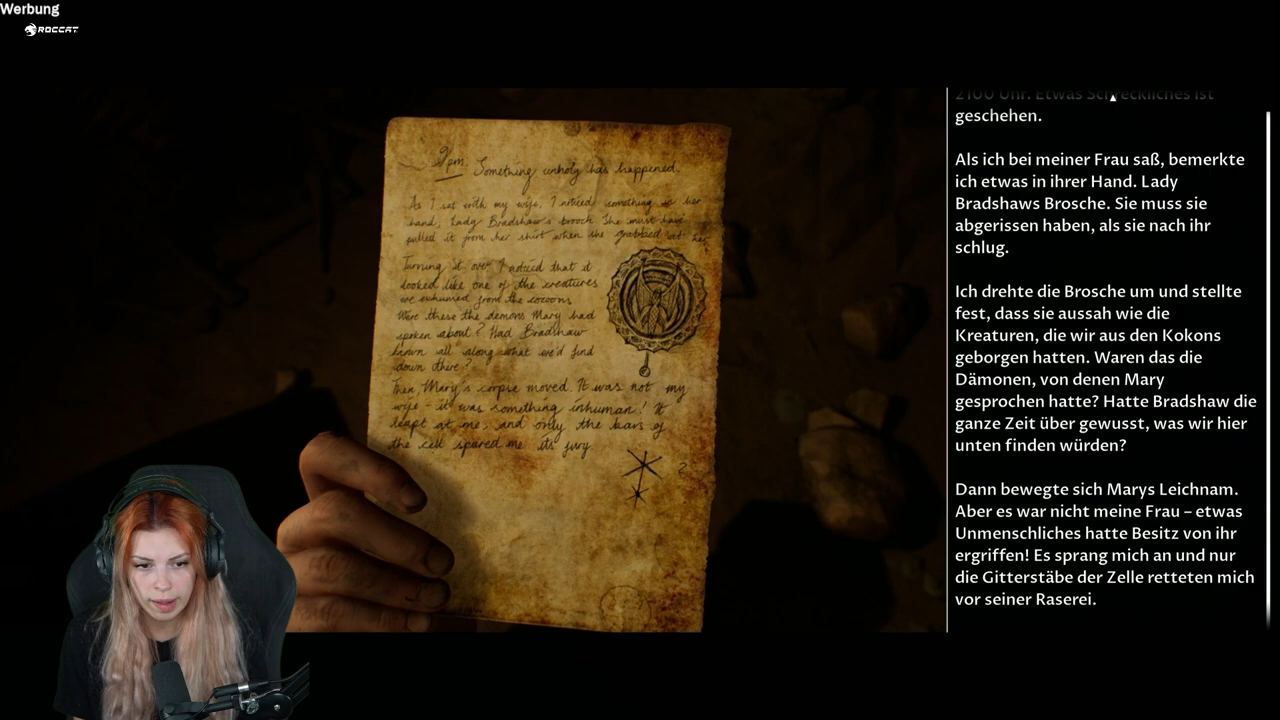 Werbung
ROCCAT
9pm. Something unholy has happened.
As I sat with my wife, I noticed something in her
hand, Lady Bradshaw's brooch. She must have
pulled it from her shirt when she grabbed at her.
Turning it over I noticed that it
looked like one of the creatures
we exhumed from the cocoons.
Were these the demons Mary had
spoken about? Had Bradshaw
known all along what we'd find
down there?
Then Mary's corpse moved. It was not my
wife - it was something inhuman! It
leapt at me, and only the bars of
the cell spared me its fury.
?
2100 Uhr. Etwas Schreckliches ist
geschehen.
Als ich bei meiner Frau saß, bemerkte
ich etwas in ihrer Hand. Lady
Bradshaws Brosche. Sie muss sie
abgerissen haben, als sie nach ihr
schlug.
Ich drehte die Brosche um und stellte
fest, dass sie aussah wie die
Kreaturen, die wir aus den Kokons
geborgen hatten. Waren das die
Dämonen, von denen Mary
gesprochen hatte? Hatte Bradshaw die
ganze Zeit über gewusst, was wir hier
unten finden würden?
Dann bewegte sich Marys Leichnam.
Aber es war nicht meine Frau – etwas
Unmenschliches hatte Besitz von ihr
ergriffen! Es sprang mich an und nur
die Gitterstäbe der Zelle retteten mich
vor seiner Raserei.